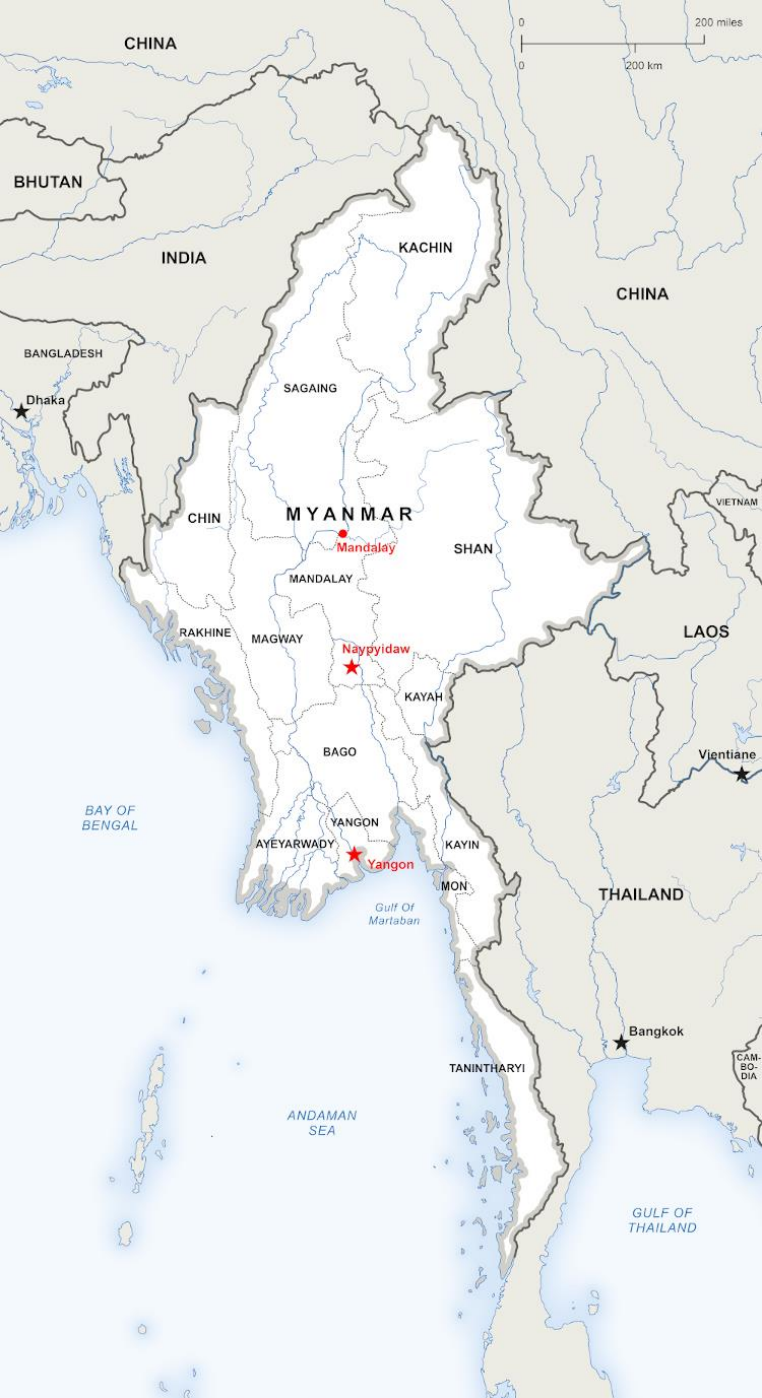 0 200 miles
0 200 km
CHINA
BHUTAN
INDIA
KACHIN
CHINA
BANGLADESH
Dhaka
SAGAING
VIETNAM
CHIN
MYANMAR
Mandalay
SHAN
MANDALAY
RAKHINE
MAGWAY
LAOS
Naypyidaw
KAYAH
BAGO
Vientiane
BAY OF
BENGAL
YANGON
AYEYARWADY
KAYIN
Yangon
MON
THAILAND
Gulf Of
Martaban
Bangkok
CAM-
BO-
DIA
TANINTHARYI
ANDAMAN
SEA
GULF OF
THAILAND